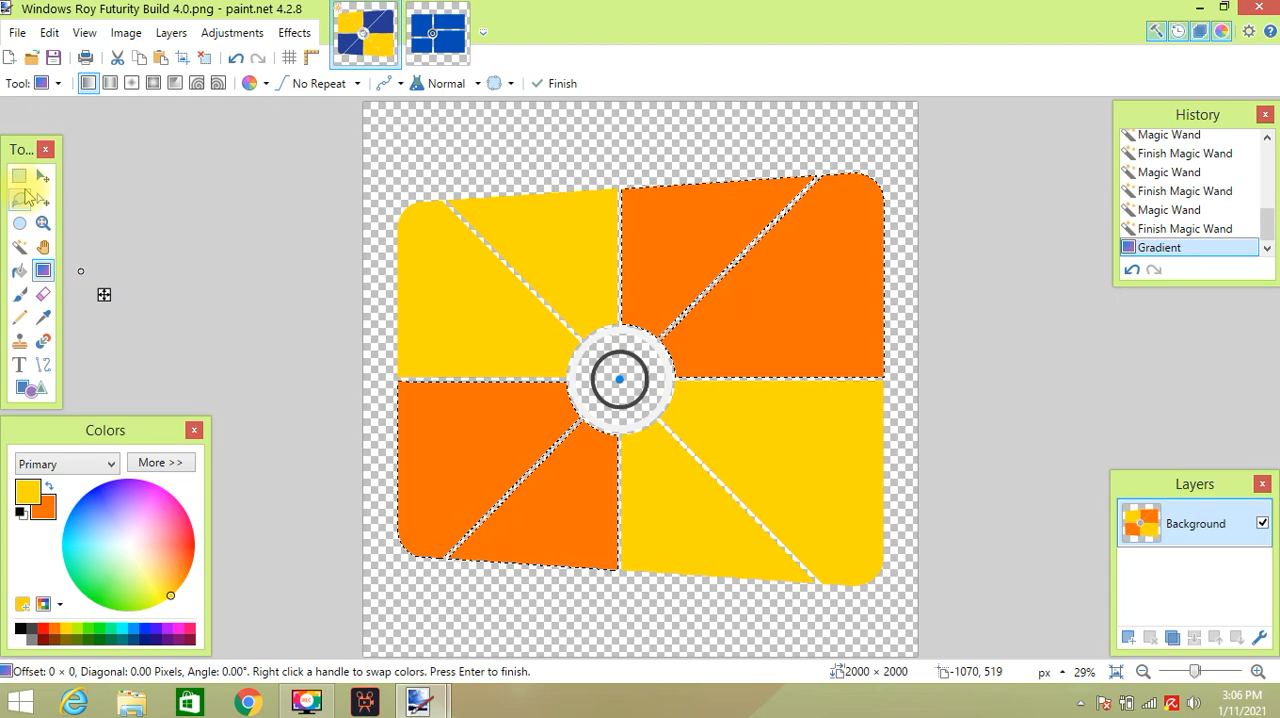 Windows Roy Futurity Build 4.0.png - paint.net 4.2.8
File Edit View Image Layers Adjustments Effects
Tool: No Repeat Normal Finish
To...
T
Colors
Primary More >>
History
Magic Wand
Finish Magic Wand
Magic Wand
Finish Magic Wand
Magic Wand
Finish Magic Wand
Gradient
Layers
Background
Offset: 0 × 0, Diagonal: 0.00 Pixels, Angle: 0.00°. Right click a handle to swap colors. Press Enter to finish. 2000 × 2000 -1070, 519 px 29%
REC
3:06 PM
1/11/2021